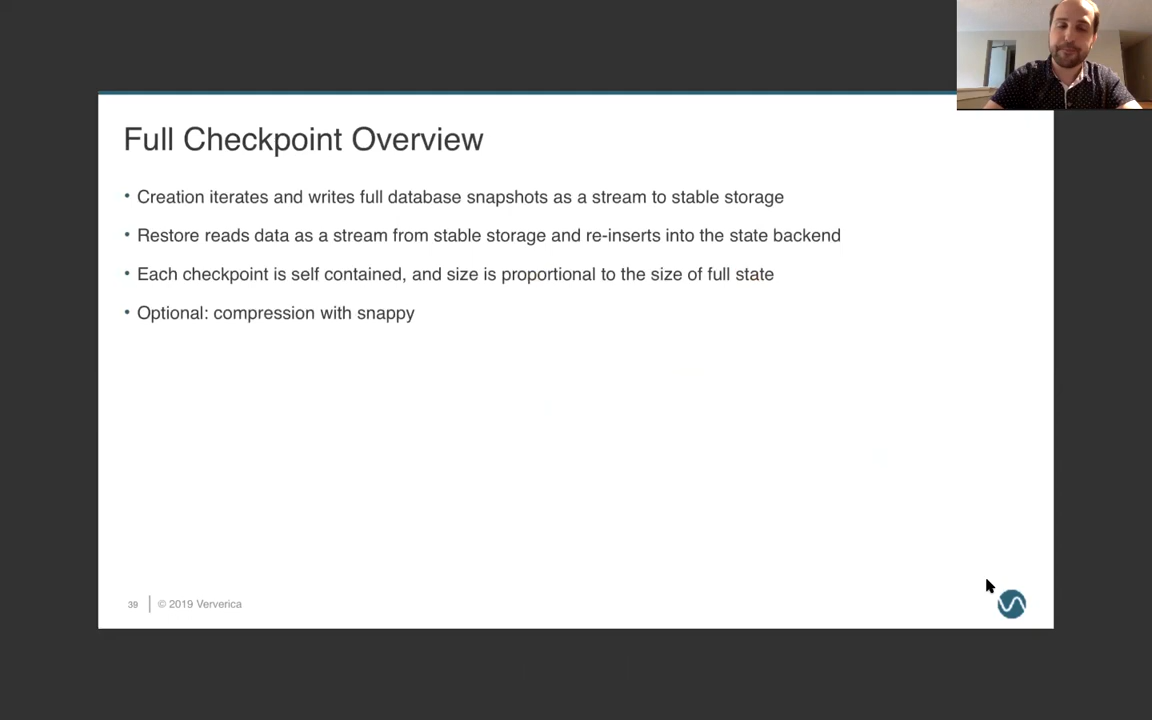 Full Checkpoint Overview
• Creation iterates and writes full database snapshots as a stream to stable storage
• Restore reads data as a stream from stable storage and re-inserts into the state backend
• Each checkpoint is self contained, and size is proportional to the size of full state
• Optional: compression with snappy
39 | © 2019 Ververica